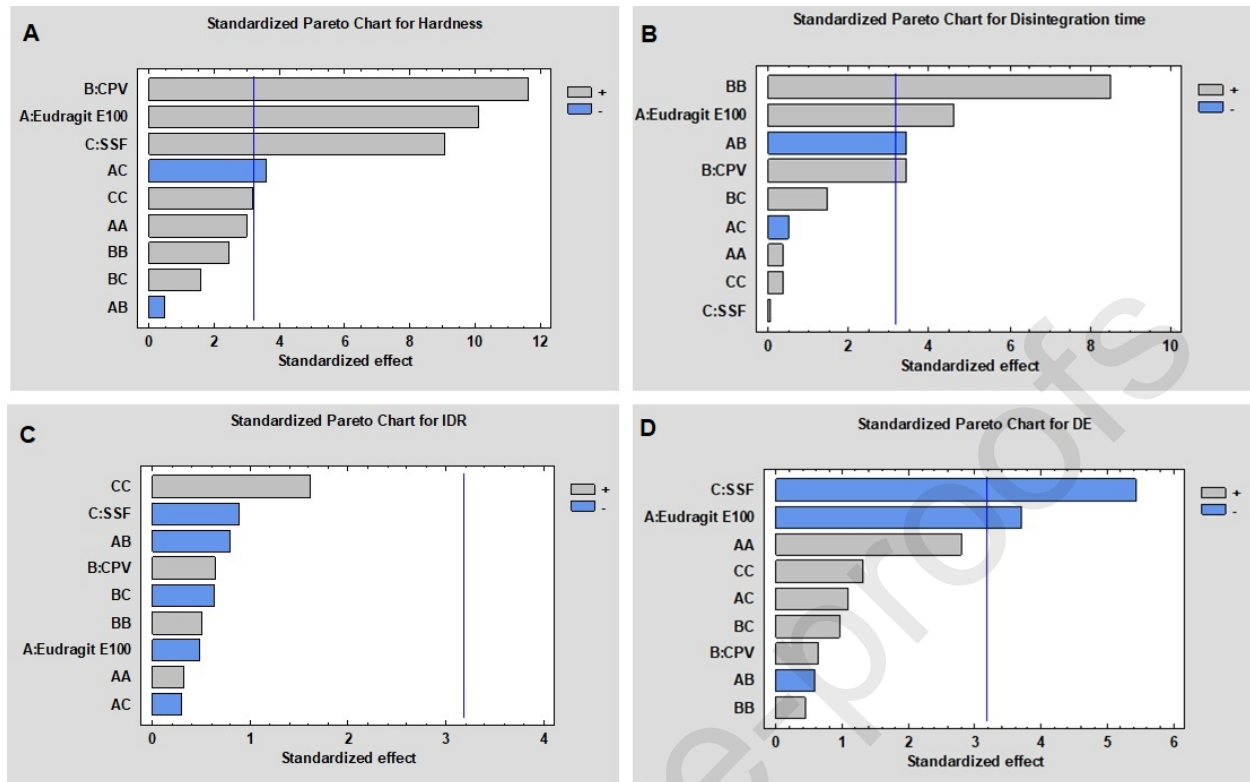 A
Standardized Pareto Chart for Hardness
B:CPV
A:Eudragit E100
C:SSF
AC
CC
AA
BB
BC
AB
0 2 4 6 8 10 12
Standardized effect
+
-
B
Standardized Pareto Chart for Disintegration time
BB
A:Eudragit E100
AB
B:CPV
BC
AC
AA
CC
C:SSF
0 2 4 6 8 10
Standardized effect
+
-
C
Standardized Pareto Chart for IDR
CC
C:SSF
AB
B:CPV
BC
BB
A:Eudragit E100
AA
AC
0 1 2 3 4
Standardized effect
+
-
D
Standardized Pareto Chart for DE
C:SSF
A:Eudragit E100
AA
CC
AC
BC
B:CPV
AB
BB
0 1 2 3 4 5 6
Standardized effect
+
-
e-proofs